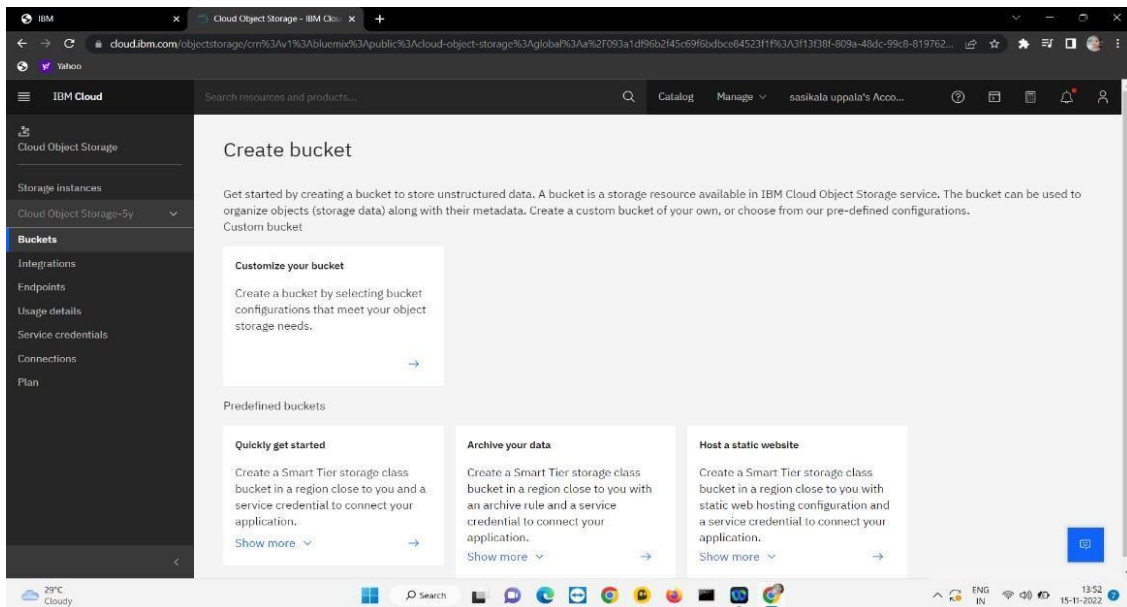 IBM
Cloud Object Storage - IBM Clou
cloud.ibm.com/objectstorage/crn%3Av1%3Abluemix%3Apublic%3Acloud-object-storage%3Aglobal%3Aa%2F093a1df96b2f45c69f6bdbce84523f1f%3A3f13f38f-809a-48dc-99c8-819762...
Yahoo
IBM Cloud
Search resources and products...
Catalog
Manage
sasikala uppala's Acco...
Cloud Object Storage
Storage instances
Cloud Object Storage-5y
Buckets
Integrations
Endpoints
Usage details
Service credentials
Connections
Plan
Create bucket
Get started by creating a bucket to store unstructured data. A bucket is a storage resource available in IBM Cloud Object Storage service. The bucket can be used to
organize objects (storage data) along with their metadata. Create a custom bucket of your own, or choose from our pre-defined configurations.
Custom bucket
Customize your bucket
Create a bucket by selecting bucket
configurations that meet your object
storage needs.
Predefined buckets
Quickly get started
Create a Smart Tier storage class
bucket in a region close to you and a
service credential to connect your
application.
Show more
Archive your data
Create a Smart Tier storage class
bucket in a region close to you with
an archive rule and a service
credential to connect your
application.
Show more
Host a static website
Create a Smart Tier storage class
bucket in a region close to you with
static web hosting configuration and
a service credential to connect your
application.
Show more
29°C
Cloudy
Search
ENG
IN
13:52
15-11-2022